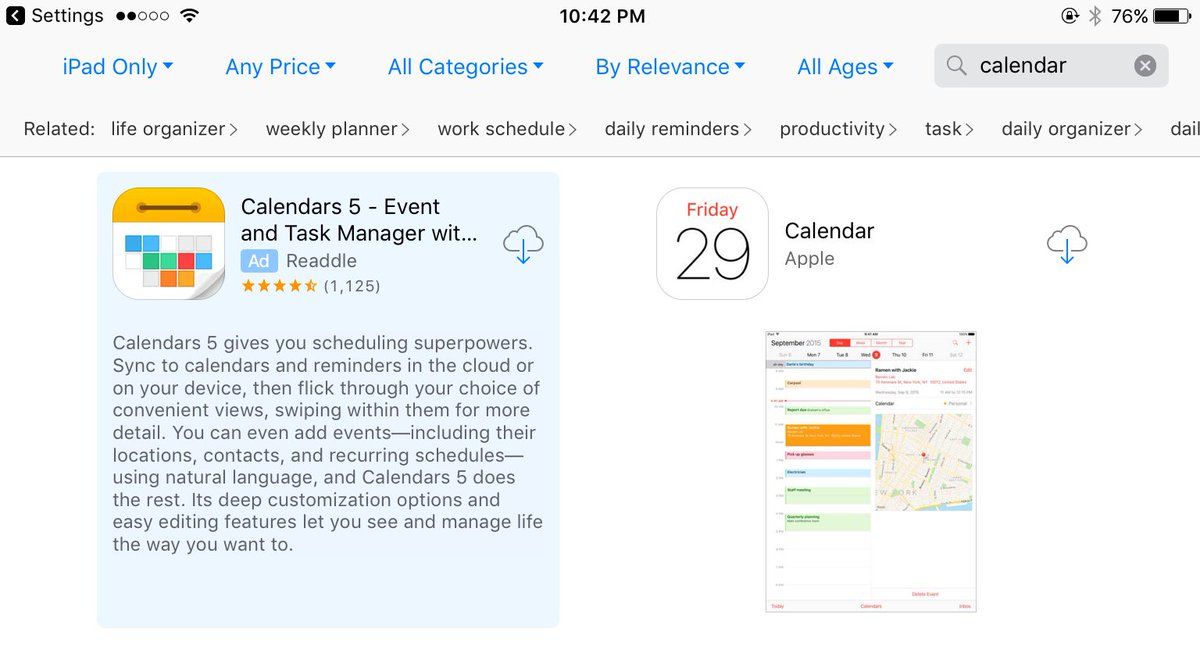 Settings
10:42 PM
76%
iPad Only
Any Price
All Categories
By Relevance
All Ages
calendar
Related:
life organizer
weekly planner
work schedule
daily reminders
productivity
task
daily organizer
dail
Calendars 5 - Event
and Task Manager wit...
Ad Readdle
(1,125)
Calendars 5 gives you scheduling superpowers.
Sync to calendars and reminders in the cloud or
on your device, then flick through your choice of
convenient views, swiping within them for more
detail. You can even add events—including their
locations, contacts, and recurring schedules—
using natural language, and Calendars 5 does
the rest. Its deep customization options and
easy editing features let you see and manage life
the way you want to.
Friday
29
Calendar
Apple
September 2015
Day
Week
Month
Year
Sun 6
Mon 7
Tue 8
Wed 9
Thu 10
Fri 11
Sat 12
Carpool
Report due
Pick up glasses
Electrician
Staff meeting
Quarterly planning
Ramen with Jackie
Edit
Calendar
Personal
Delete Event
Today
Calendars
Inbox